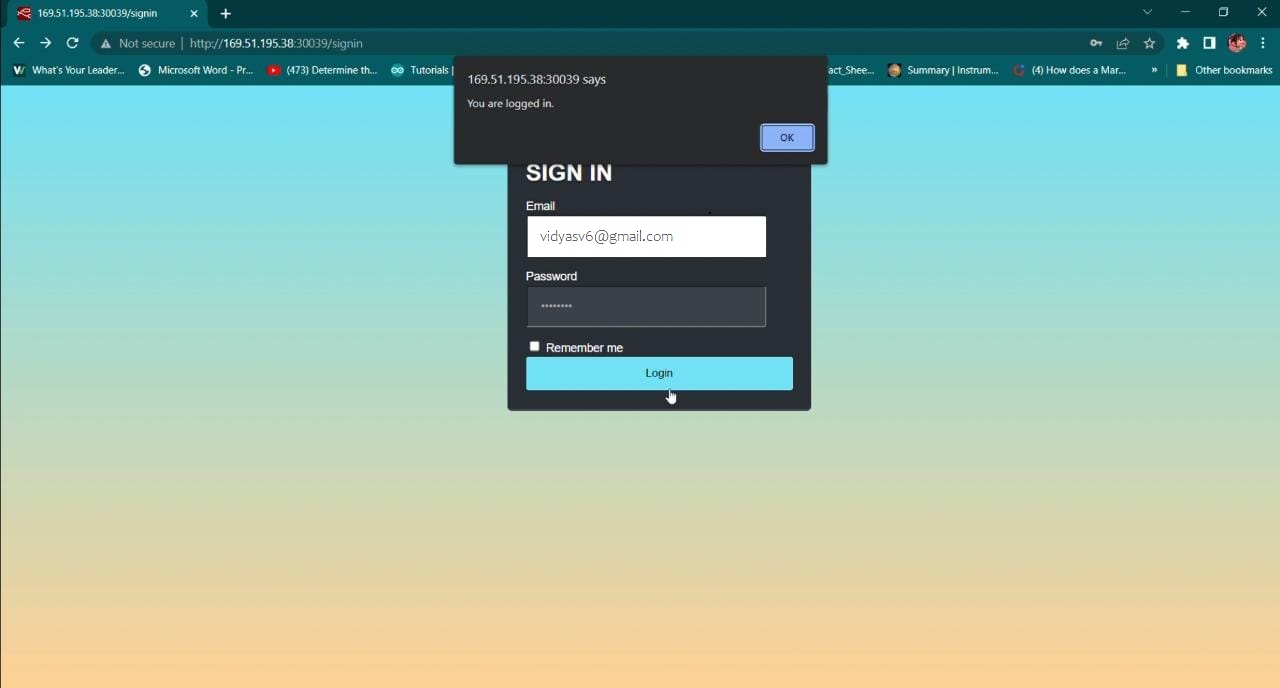 169.51.195.38:30039/signin
Not secure | http://169.51.195.38:30039/signin
What's Your Leader... Microsoft Word - Pr... (473) Determine th... Tutorials act_Shee... Summary | Instrum... (4) How does a Mar... » Other bookmarks
169.51.195.38:30039 says
You are logged in.
OK
SIGN IN
Email
vidyasv6@gmail.com
Password
••••••••
Remember me
Login